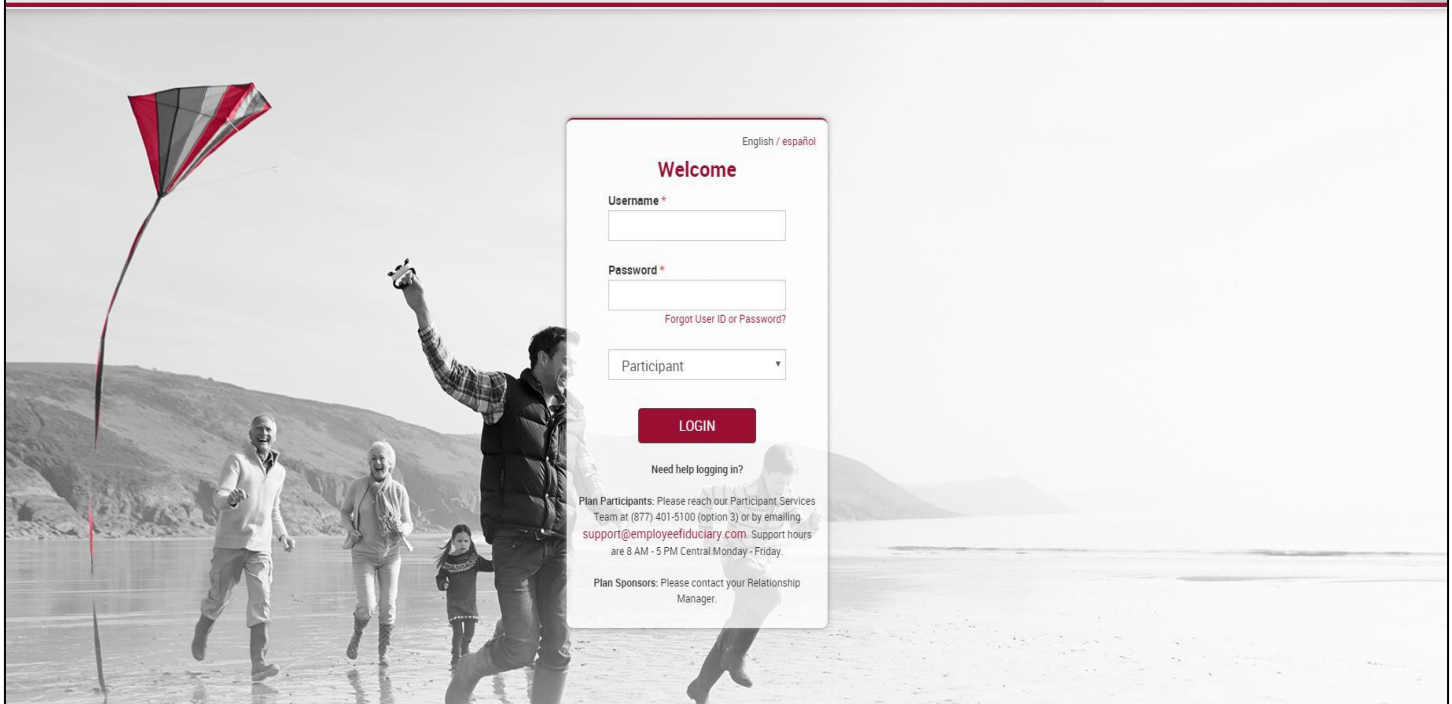 English / español
Welcome
Username *
Password *
Forgot User ID or Password?
Participant
LOGIN
Need help logging in?
Plan Participants: Please reach our Participant Services
Team at (877) 401-5100 (option 3) or by emailing
support@employeefiduciary.com. Support hours
are 8 AM - 5 PM Central Monday - Friday.
Plan Sponsors: Please contact your Relationship
Manager.